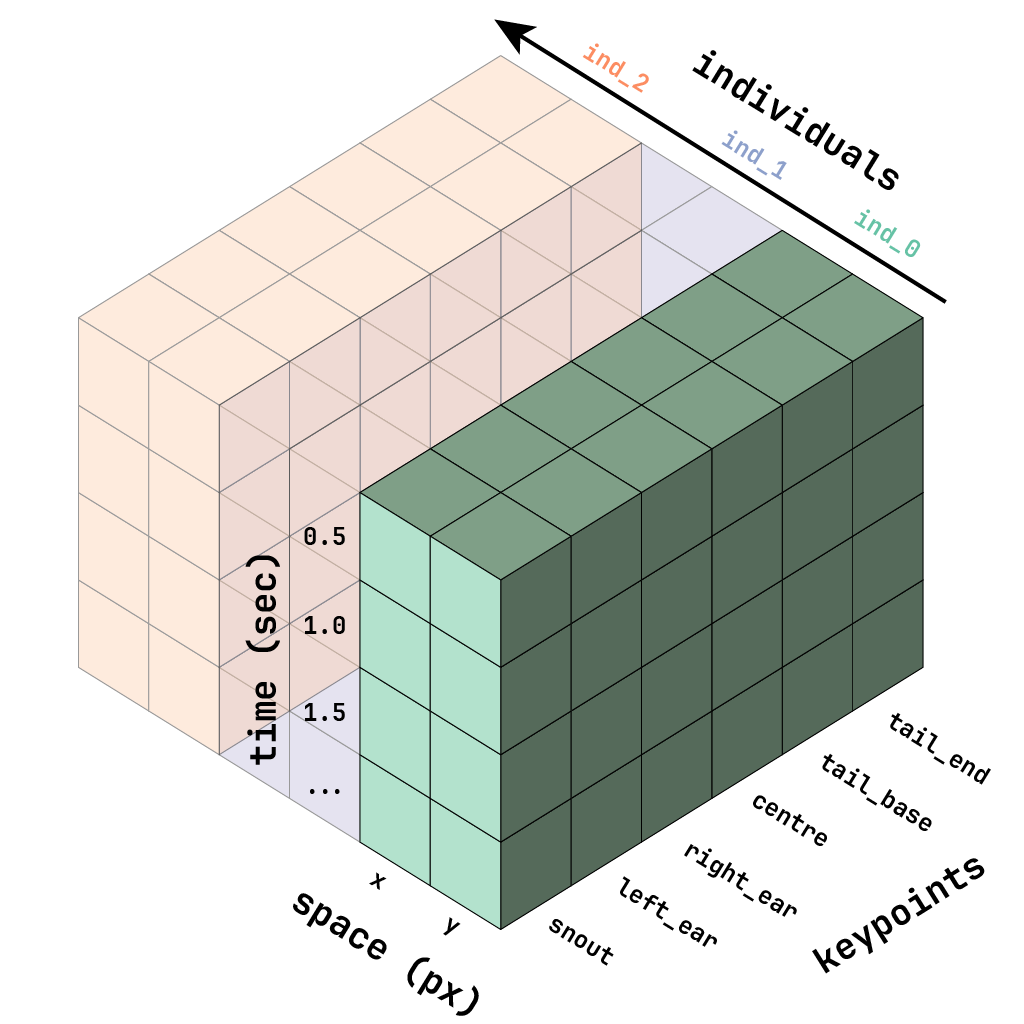 individuals
ind_2
ind_1
ind_0
time (sec)
0.5
1.0
1.5
...
x
y
space (px)
snout
left_ear
right_ear
centre
tail_base
tail_end
keypoints